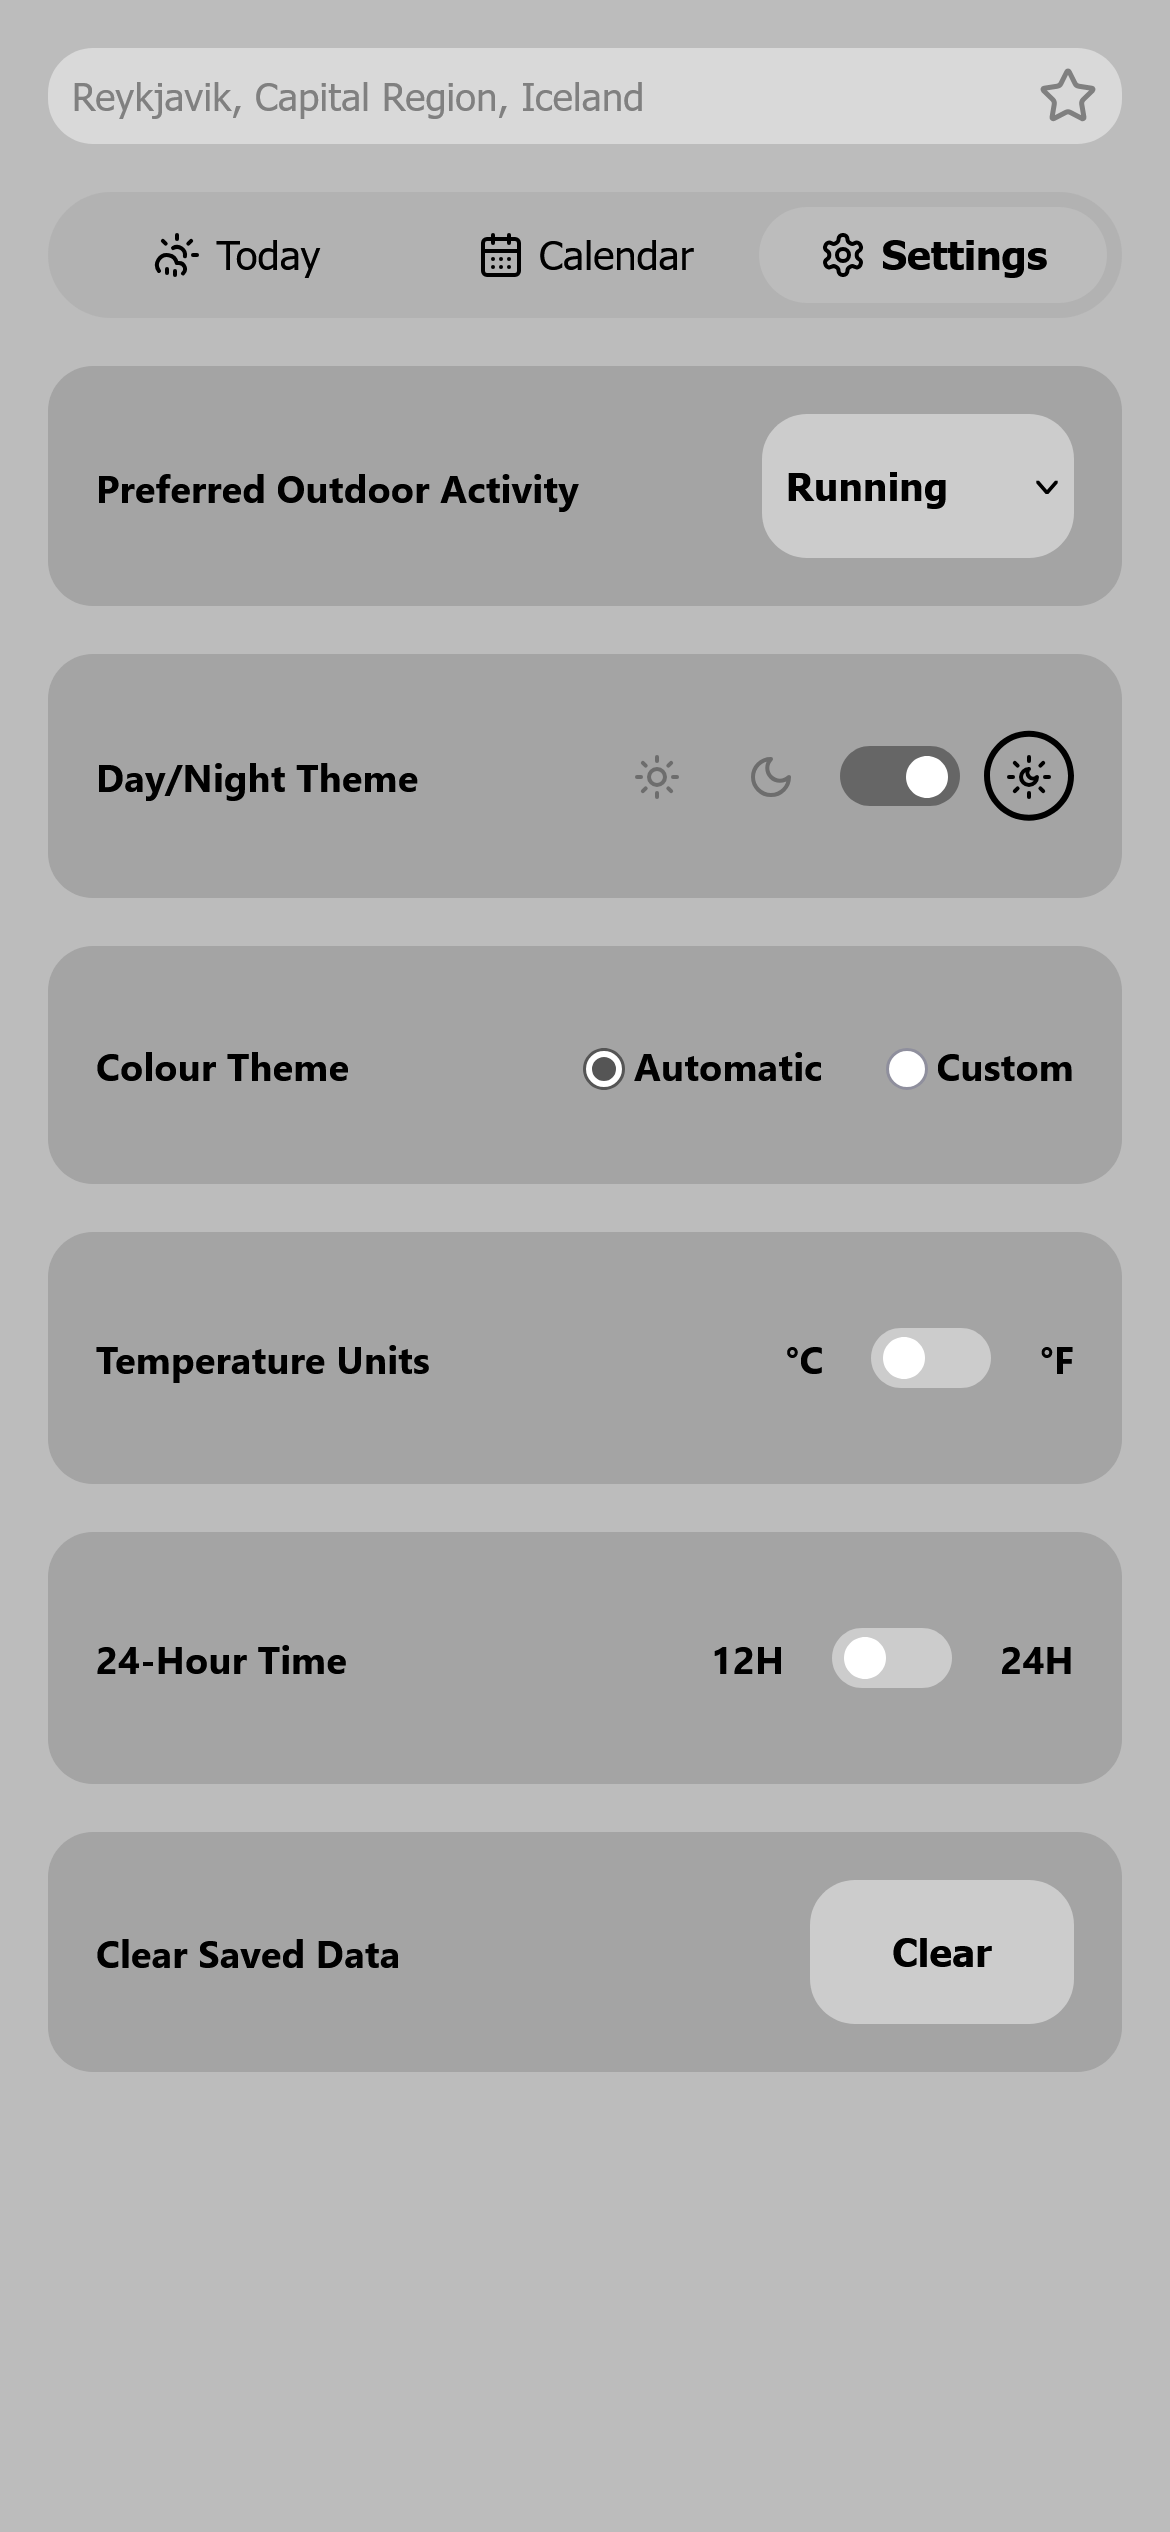 Reykjavik, Capital Region, Iceland
Today
Calendar
Settings
Preferred Outdoor Activity
Running
Day/Night Theme
Colour Theme
Automatic
Custom
Temperature Units
°C
°F
24-Hour Time
12H
24H
Clear Saved Data
Clear